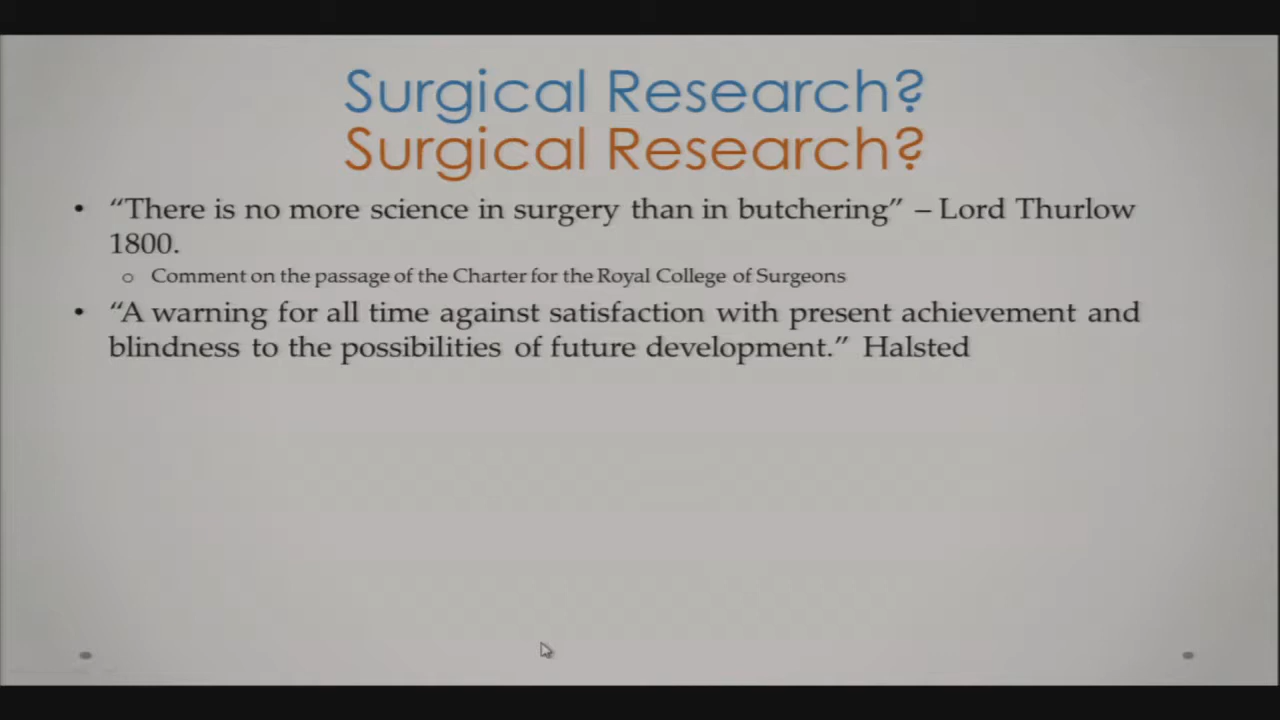 Surgical Research?
Surgical Research?
• “There is no more science in surgery than in butchering” – Lord Thurlow
1800.
o Comment on the passage of the Charter for the Royal College of Surgeons
• “A warning for all time against satisfaction with present achievement and
blindness to the possibilities of future development.” Halsted